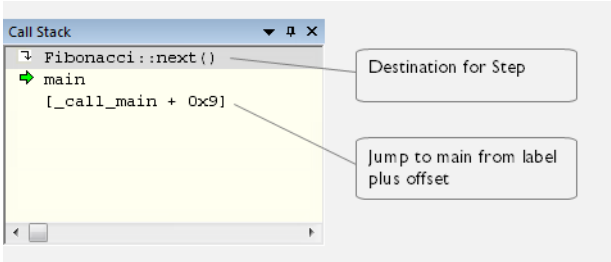 Call Stack
Fibonacci::next()
main
[_call_main + 0x9]
Destination for Step
Jump to main from label
plus offset